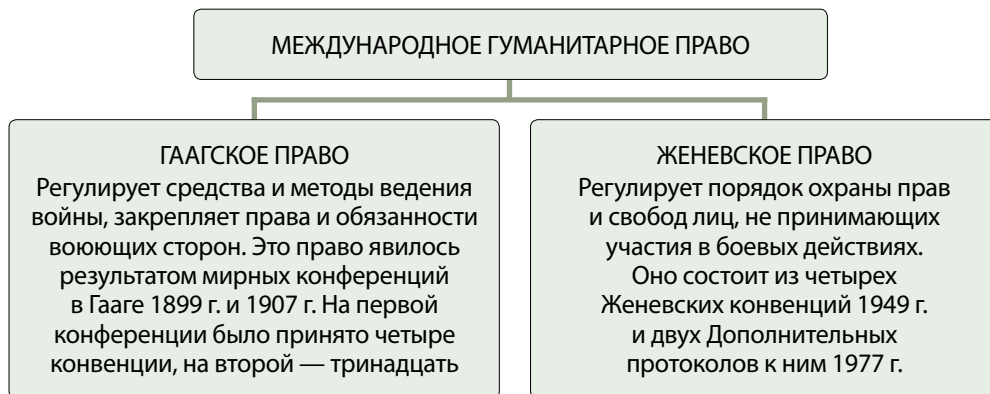 МЕЖДУНАРОДНОЕ ГУМАНИТАРНОЕ ПРАВО
ГААГСКОЕ ПРАВО
Регулирует средства и методы ведения
войны, закрепляет права и обязанности
воюющих сторон. Это право явилось
результатом мирных конференций
в Гааге 1899 г. и 1907 г. На первой
конференции было принято четыре
конвенции, на второй — тринадцать
ЖЕНЕВСКОЕ ПРАВО
Регулирует порядок охраны прав
и свобод лиц, не принимающих
участия в боевых действиях.
Оно состоит из четырех
Женевских конвенций 1949 г.
и двух Дополнительных
протоколов к ним 1977 г.